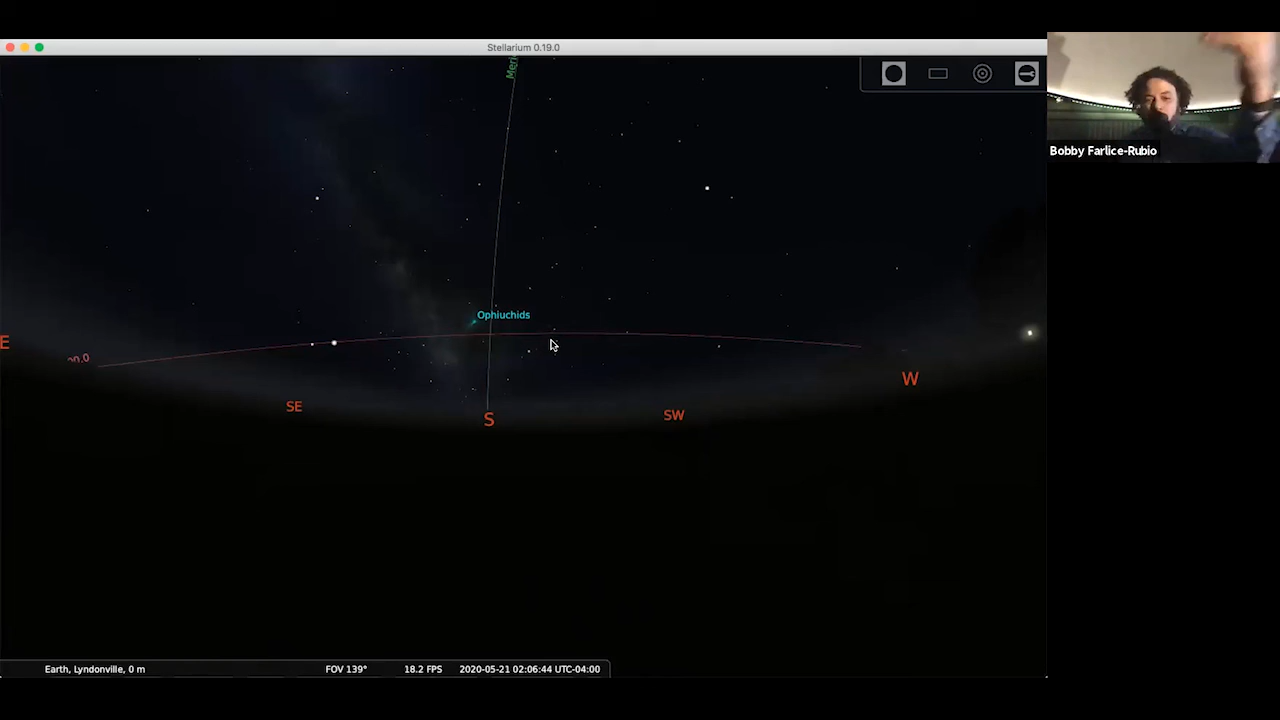 Stellarium 0.19.0
Meri
Bobby Farlice-Rubio
Ophiuchids
E
W
SE
SW
S
Earth, Lyndonville, 0 m
FOV 139°
18.2 FPS
2020-05-21 02:06:44 UTC-04:00